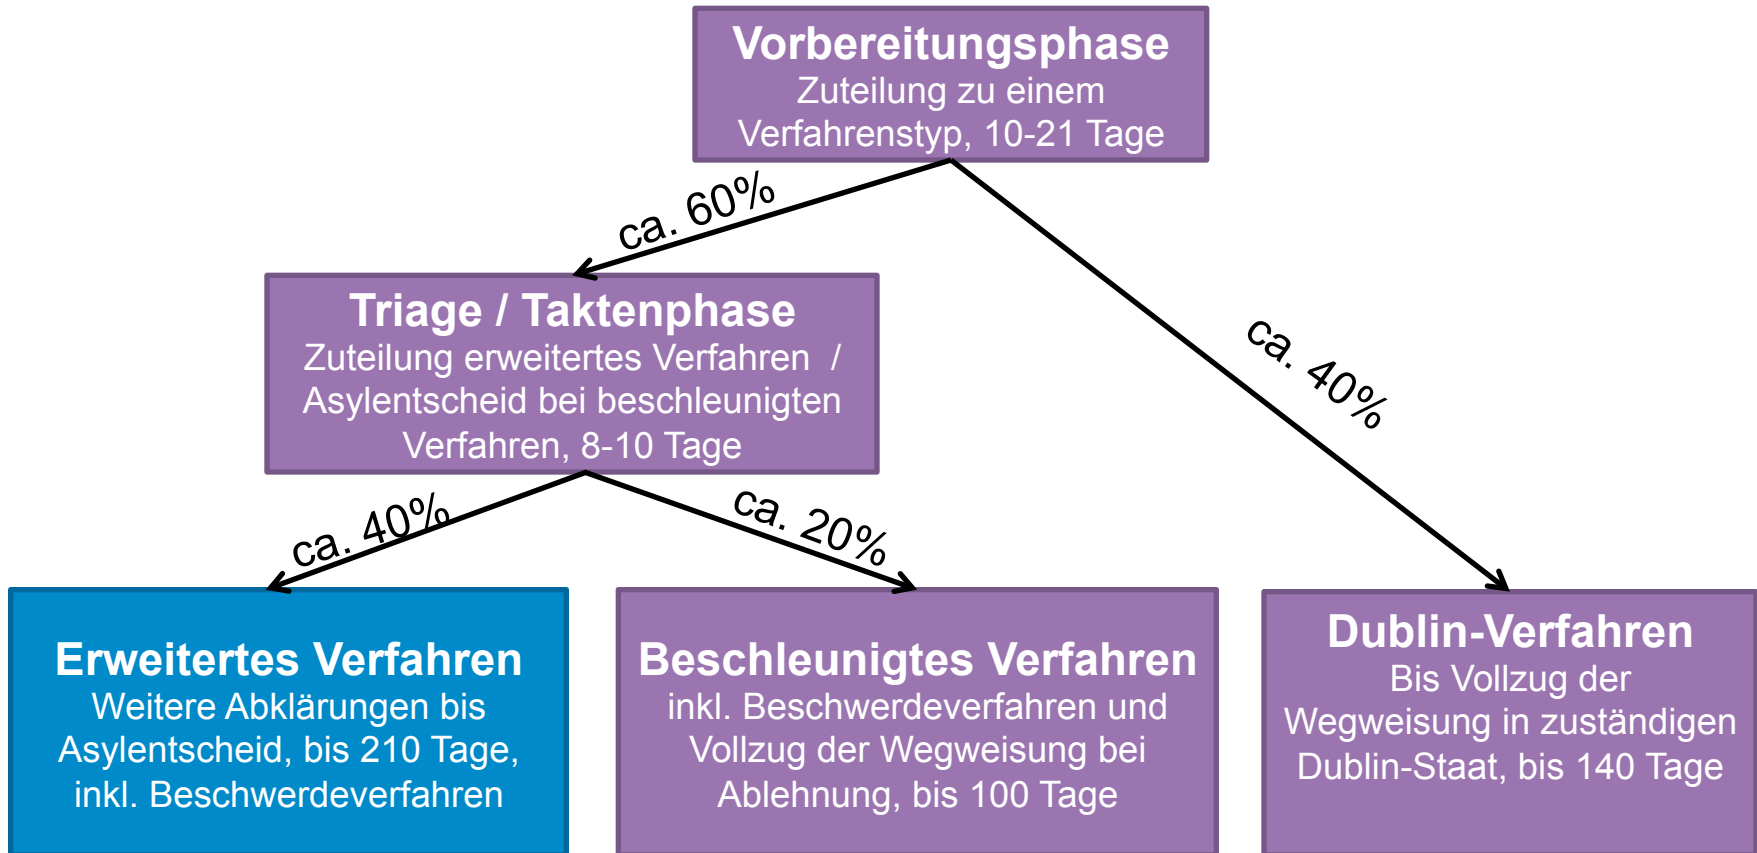 Vorbereitungsphase
Zuteilung zu einem
Verfahrenstyp, 10-21 Tage
ca. 60%
ca. 40%
Triage / Taktenphase
Zuteilung erweitertes Verfahren /
Asylentscheid bei beschleunigten
Verfahren, 8-10 Tage
ca. 40%
ca. 20%
Erweitertes Verfahren
Weitere Abklärungen bis
Asylentscheid, bis 210 Tage,
inkl. Beschwerdeverfahren
Beschleunigtes Verfahren
inkl. Beschwerdeverfahren und
Vollzug der Wegweisung bei
Ablehnung, bis 100 Tage
Dublin-Verfahren
Bis Vollzug der
Wegweisung in zuständigen
Dublin-Staat, bis 140 Tage